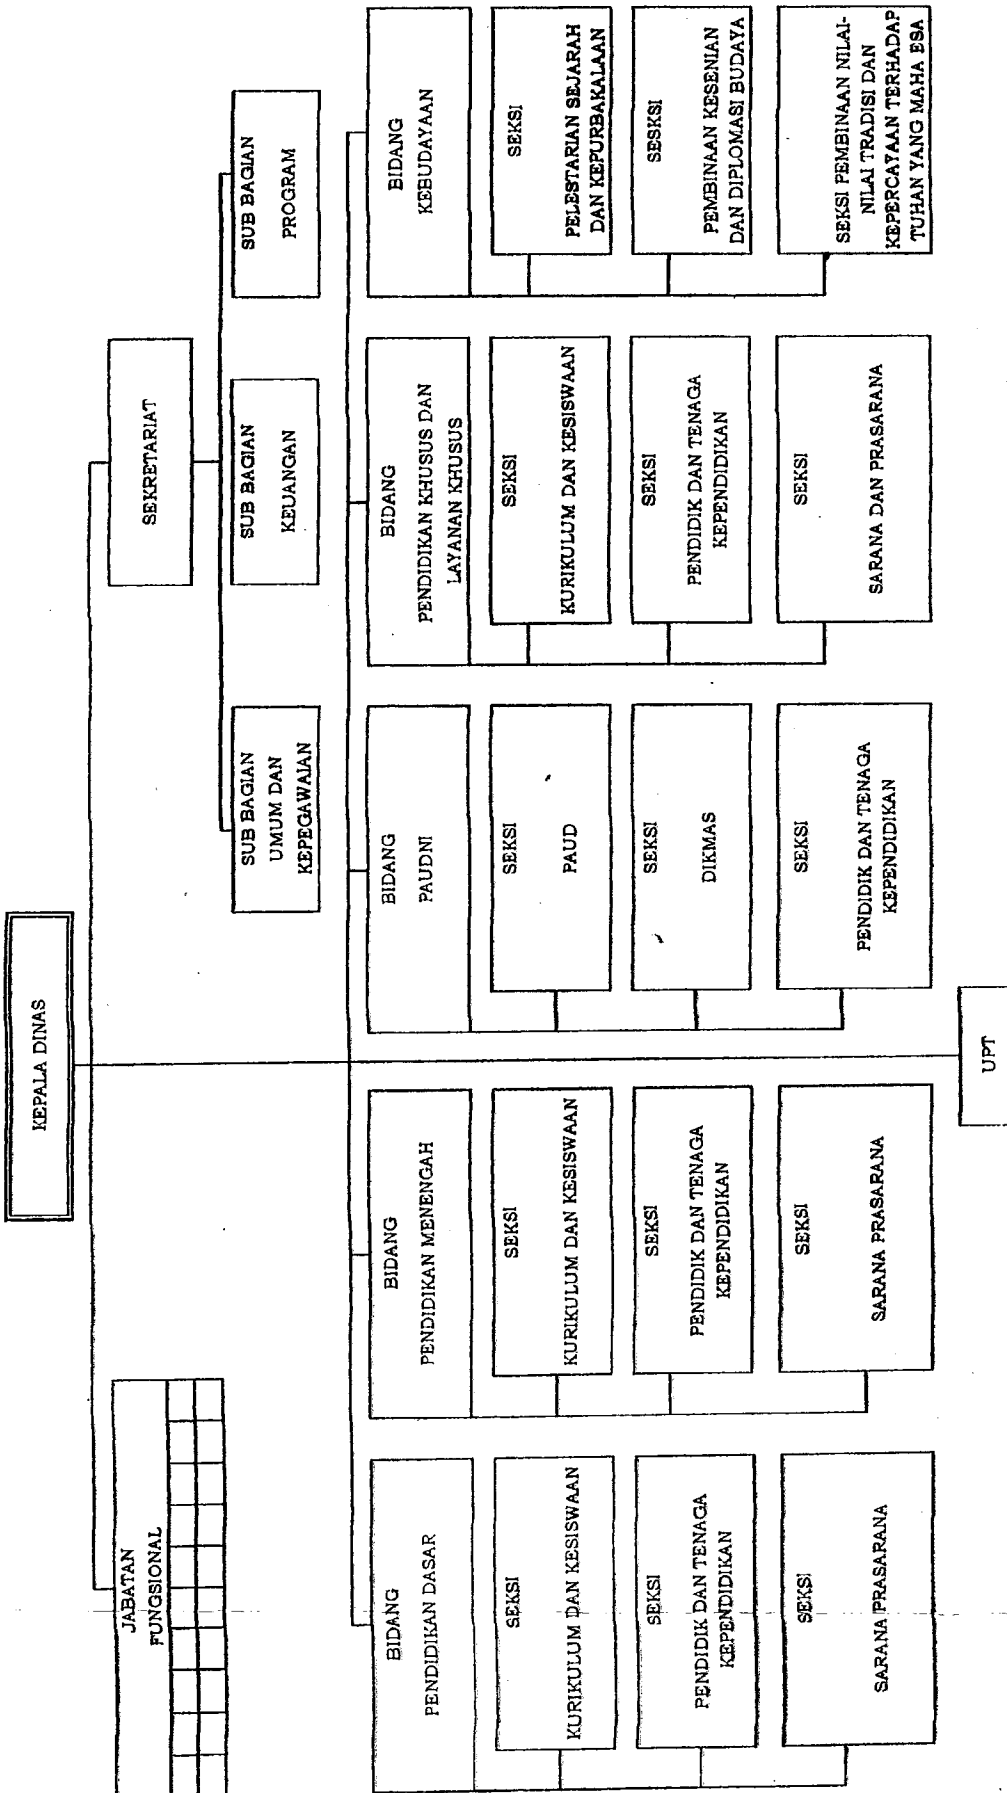 KEPALA DINAS
JABATAN
FUNGSIONAL
SEKRETARIAT
SUB BAGIAN
UMUM DAN
KEPEGAWAIAN
SUB BAGIAN
KEUANGAN
SUB BAGIAN
PROGRAM
BIDANG
PENDIDIKAN DASAR
SEKSI
KURIKULUM DAN KESISWAAN
SEKSI
PENDIDIK DAN TENAGA
KEPENDIDIKAN
SEKSI
SARANA PRASARANA
BIDANG
PENDIDIKAN MENENGAH
SEKSI
KURIKULUM DAN KESISWAAN
SEKSI
PENDIDIK DAN TENAGA
KEPENDIDIKAN
SEKSI
SARANA PRASARANA
BIDANG
PAUDNI
SEKSI
PAUD
SEKSI
DIKMAS
SEKSI
PENDIDIK DAN TENAGA
KEPENDIDIKAN
BIDANG
PENDIDIKAN KHUSUS DAN
LAYANAN KHUSUS
SEKSI
KURIKULUM DAN KESISWAAN
SEKSI
PENDIDIK DAN TENAGA
KEPENDIDIKAN
SEKSI
SARANA DAN PRASARANA
BIDANG
KEBUDAYAAN
SEKSI
PELESTARIAN SEJARAH
DAN KEPURBAKALAAN
SESKSI
PEMBINAAN KESENIAN
DAN DIPLOMASI BUDAYA
SEKSI PEMBINAAN NILAI-
NILAI TRADISI DAN
KEPERCAYAAN TERHADAP
TUHAN YANG MAHA ESA
UPT